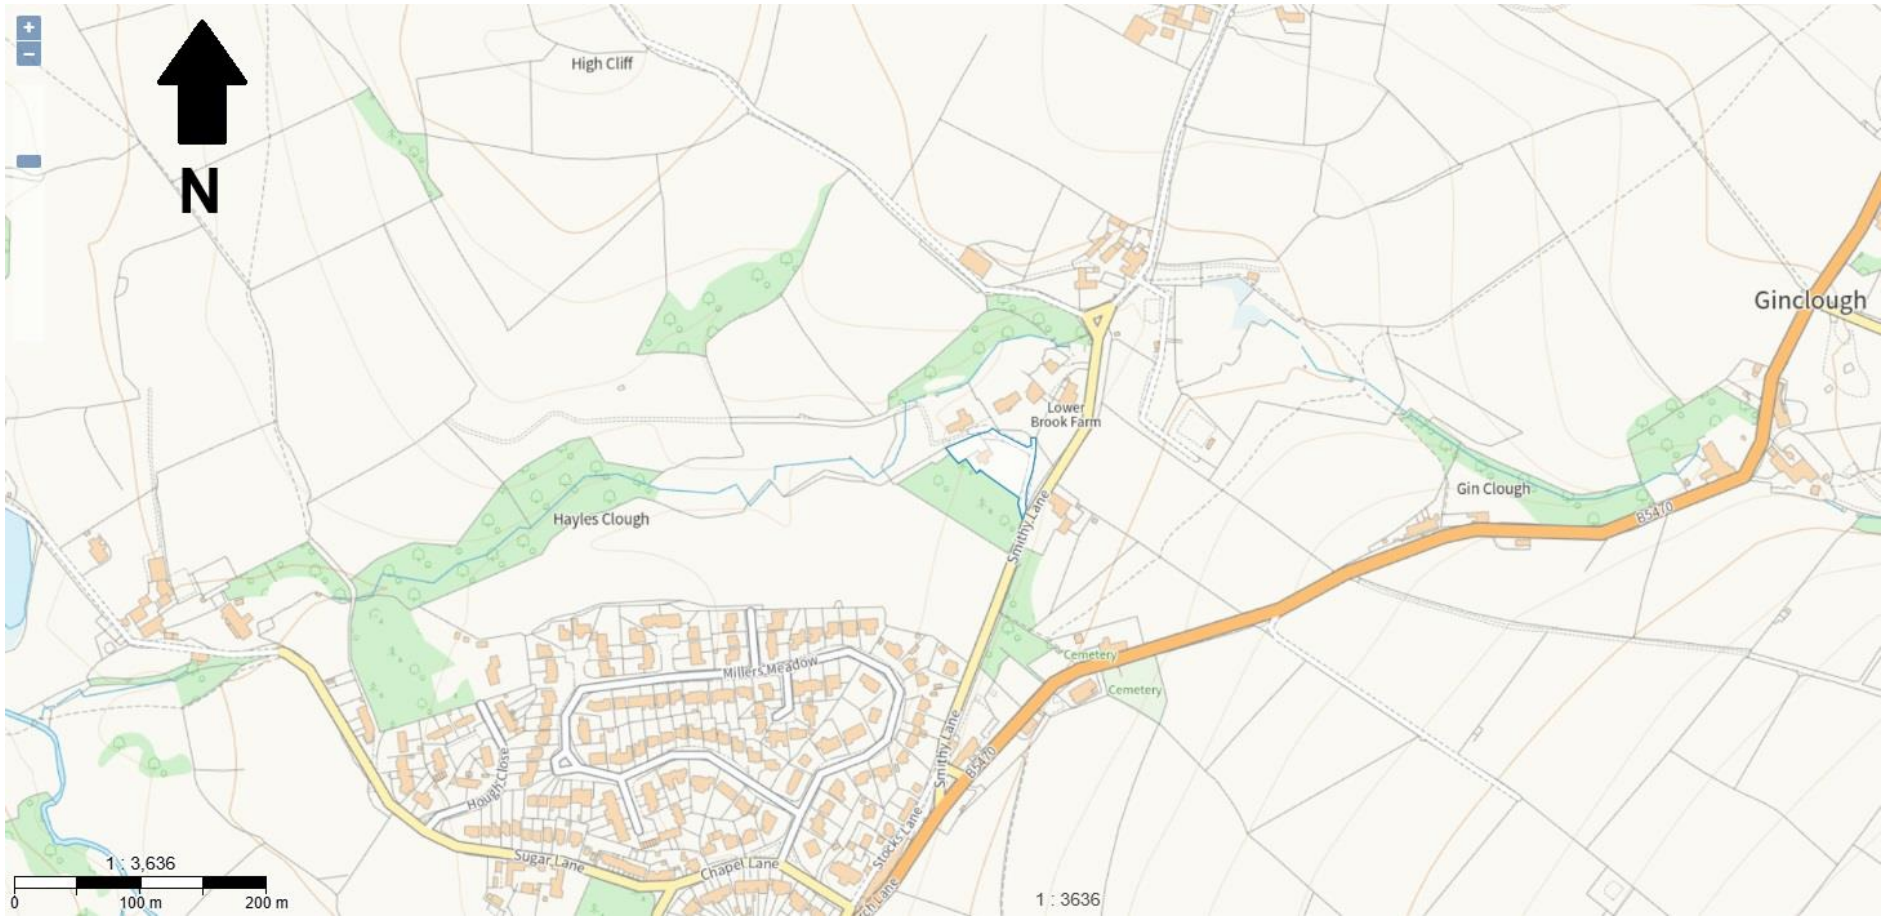 +
−
N
High Cliff
Ginclough
Lower
Brook Farm
Gin Clough
B5470
Hayles Clough
Smithy Lane
Cemetery
Cemetery
Millers Meadow
Smithy Lane
B5470
Hough Close
Stocks Lane
Sugar Lane
Chapel Lane
1 : 3,636
0 100 m 200 m
1 : 3636